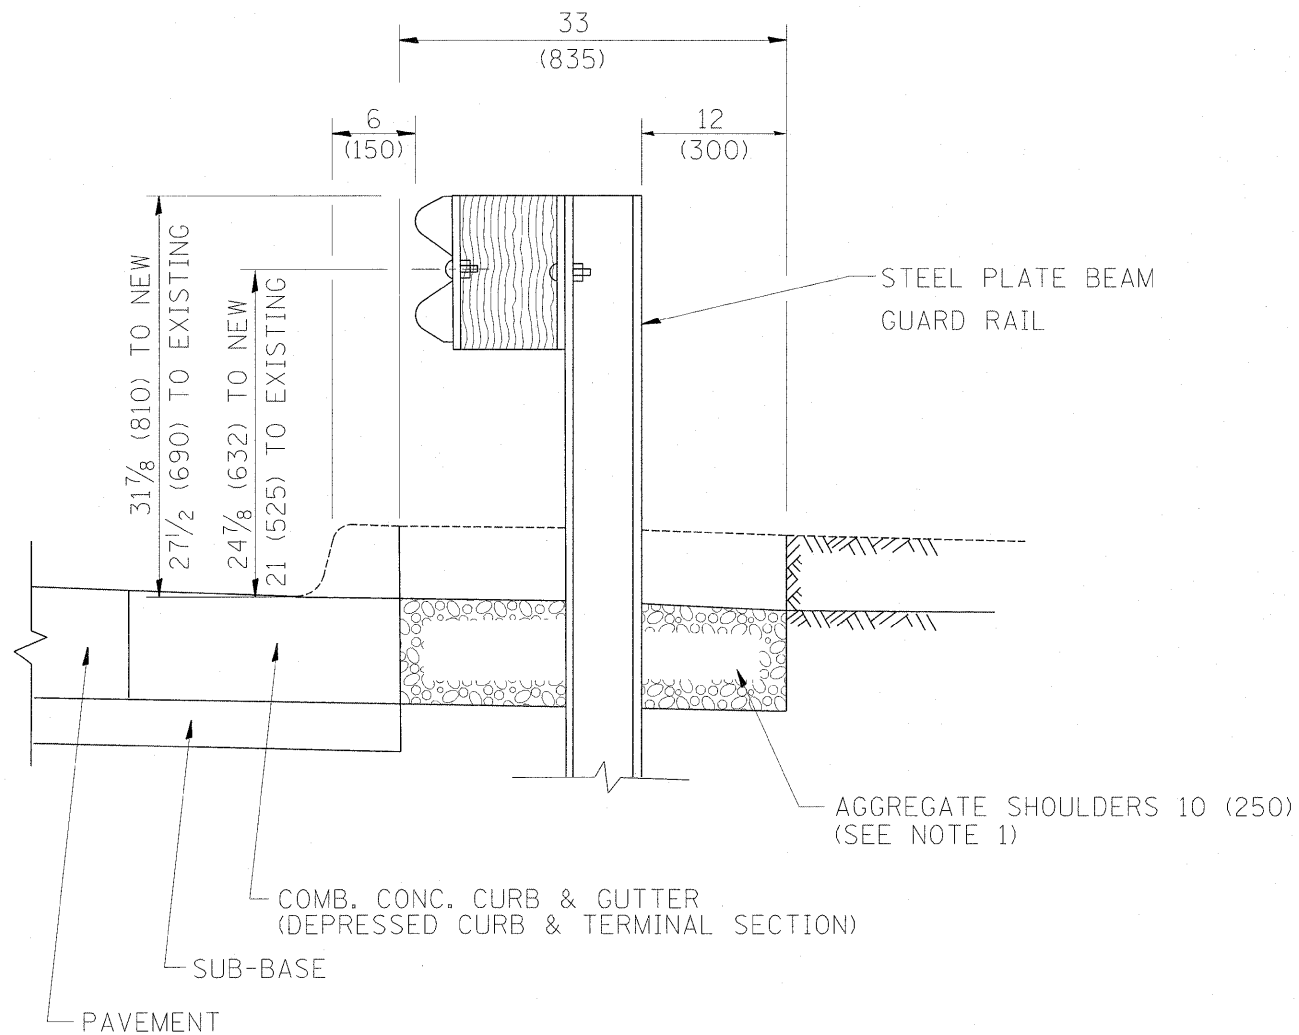 33
(835)
6
(150)
12
(300)
31⅞ (810) TO NEW
27½ (690) TO EXISTING
24⅞ (632) TO NEW
21 (525) TO EXISTING
STEEL PLATE BEAM
GUARD RAIL
AGGREGATE SHOULDERS 10 (250)
(SEE NOTE 1)
COMB. CONC. CURB & GUTTER
(DEPRESSED CURB & TERMINAL SECTION)
SUB-BASE
PAVEMENT